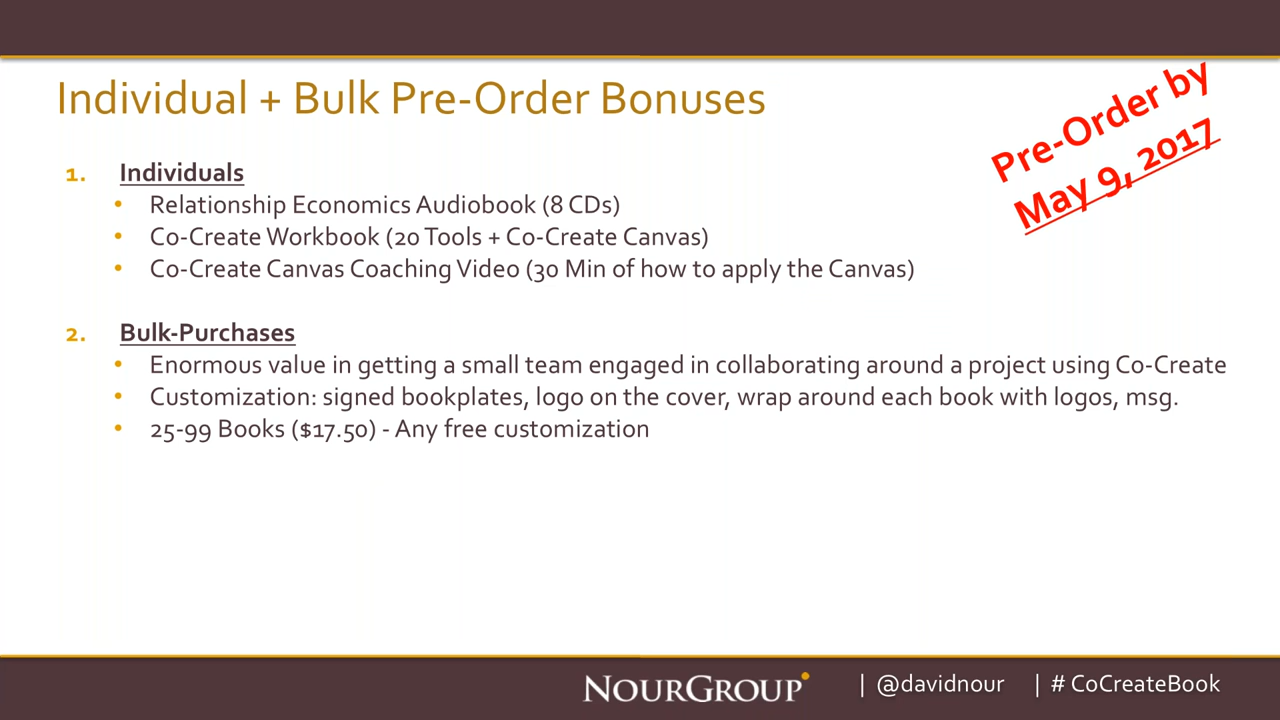 Individual + Bulk Pre-Order Bonuses
Pre-Order by
May 9, 2017
1. Individuals
• Relationship Economics Audiobook (8 CDs)
• Co-Create Workbook (20 Tools + Co-Create Canvas)
• Co-Create Canvas Coaching Video (30 Min of how to apply the Canvas)
2. Bulk-Purchases
• Enormous value in getting a small team engaged in collaborating around a project using Co-Create
• Customization: signed bookplates, logo on the cover, wrap around each book with logos, msg.
• 25-99 Books ($17.50) - Any free customization
NOURGROUP | @davidnour | # CoCreateBook